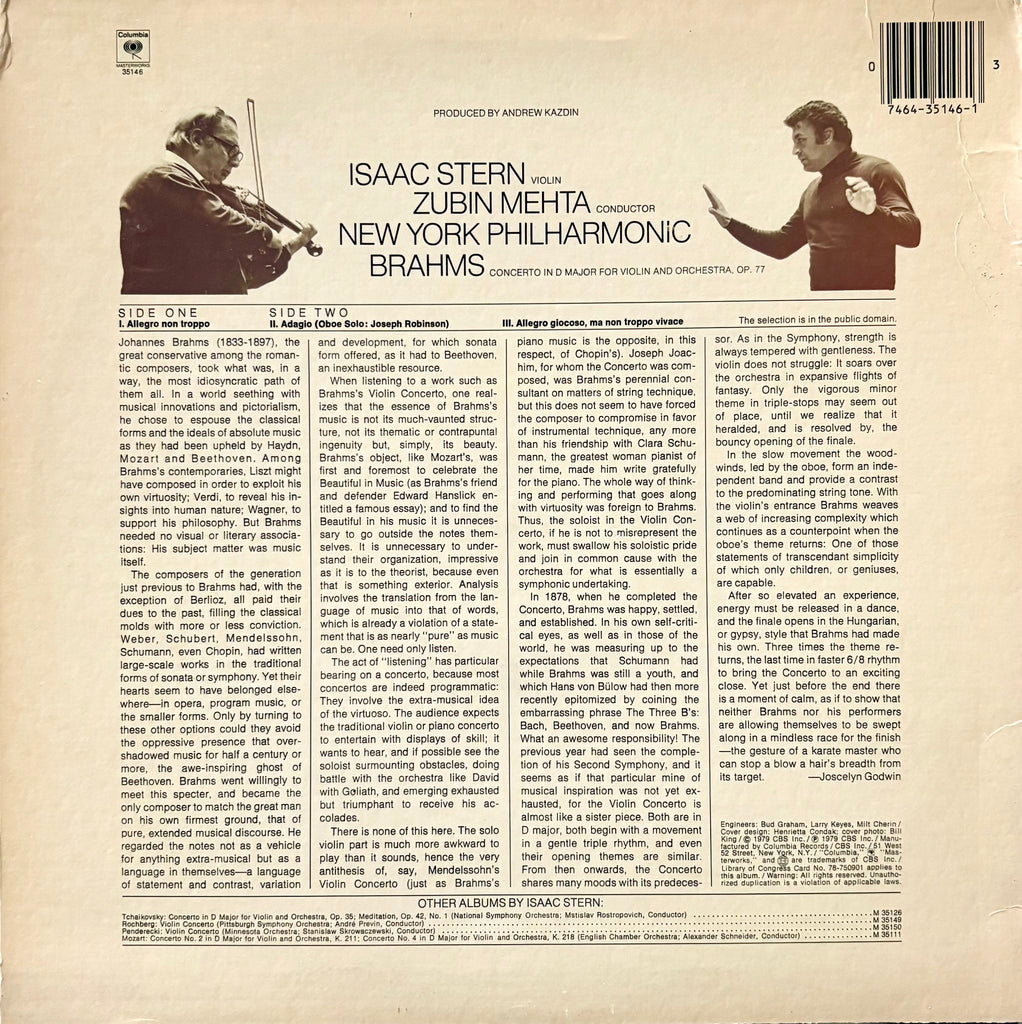 Columbia
MASTERWORKS
35146
0
3
7464-35146-1
PRODUCED BY ANDREW KAZDIN
ISAAC STERN VIOLIN
ZUBIN MEHTA CONDUCTOR
NEW YORK PHILHARMONIC
BRAHMS CONCERTO IN D MAJOR FOR VIOLIN AND ORCHESTRA, OP. 77
SIDE ONE
I. Allegro non troppo
SIDE TWO
II. Adagio (Oboe Solo: Joseph Robinson)
III. Allegro giocoso, ma non troppo vivace
The selection is in the public domain.
Johannes Brahms (1833-1897), the
great conservative among the roman-
tic composers, took what was, in a
way, the most idiosyncratic path of
them all. In a world seething with
musical innovations and pictorialism,
he chose to espouse the classical
forms and the ideals of absolute music
as they had been upheld by Haydn,
Mozart and Beethoven. Among
Brahms's contemporaries, Liszt might
have composed in order to exploit his
own virtuosity; Verdi, to reveal his in-
sights into human nature; Wagner, to
support his philosophy. But Brahms
needed no visual or literary associa-
tions: His subject matter was music
itself.
The composers of the generation
just previous to Brahms had, with the
exception of Berlioz, all paid their
dues to the past, filling the classical
molds with more or less conviction.
Weber, Schubert, Mendelssohn,
Schumann, even Chopin, had written
large-scale works in the traditional
forms of sonata or symphony. Yet their
hearts seem to have belonged else-
where—in opera, program music, or
the smaller forms. Only by turning to
these other options could they avoid
the oppressive presence that over-
shadowed music for half a century or
more, the awe-inspiring ghost of
Beethoven. Brahms went willingly to
meet this specter, and became the
only composer to match the great man
on his own firmest ground, that of
pure, extended musical discourse. He
regarded the notes not as a vehicle
for anything extra-musical but as a
language in themselves—a language
of statement and contrast, variation
and development, for which sonata
form offered, as it had to Beethoven,
an inexhaustible resource.
When listening to a work such as
Brahms's Violin Concerto, one real-
izes that the essence of Brahms's
music is not its much-vaunted struc-
ture, not its thematic or contrapuntal
ingenuity but, simply, its beauty.
Brahms's object, like Mozart's, was
first and foremost to celebrate the
Beautiful in Music (as Brahms's friend
and defender Edward Hanslick en-
titled a famous essay); and to find the
Beautiful in his music it is unneces-
sary to go outside the notes them-
selves. It is unnecessary to under-
stand their organization, impressive
as it is to the theorist, because even
that is something exterior. Analysis
involves the translation from the lan-
guage of music into that of words,
which is already a violation of a state-
ment that is as nearly "pure" as music
can be. One need only listen.
The act of "listening" has particular
bearing on a concerto, because most
concertos are indeed programmatic:
They involve the extra-musical idea
of the virtuoso. The audience expects
the traditional violin or piano concerto
to entertain with displays of skill; it
wants to hear, and if possible see the
soloist surmounting obstacles, doing
battle with the orchestra like David
with Goliath, and emerging exhausted
but triumphant to receive his ac-
colades.
There is none of this here. The solo
violin part is much more awkward to
play than it sounds, hence the very
antithesis of, say, Mendelssohn's
Violin Concerto (just as Brahms's
piano music is the opposite, in this
respect, of Chopin's). Joseph Joac-
him, for whom the Concerto was com-
posed, was Brahms's perennial con-
sultant on matters of string technique,
but this does not seem to have forced
the composer to compromise in favor
of instrumental technique, any more
than his friendship with Clara Schu-
mann, the greatest woman pianist of
her time, made him write gratefully
for the piano. The whole way of think-
ing and performing that goes along
with virtuosity was foreign to Brahms.
Thus, the soloist in the Violin Con-
certo, if he is not to misrepresent the
work, must swallow his soloistic pride
and join in common cause with the
orchestra for what is essentially a
symphonic undertaking.
In 1878, when he completed the
Concerto, Brahms was happy, settled,
and established. In his own self-criti-
cal eyes, as well as in those of the
world, he was measuring up to the
expectations that Schumann had
while Brahms was still a youth, and
which Hans von Bülow had then more
recently epitomized by coining the
embarrassing phrase The Three B's:
Bach, Beethoven, and now Brahms.
What an awesome responsibility! The
previous year had seen the comple-
tion of his Second Symphony, and it
seems as if that particular mine of
musical inspiration was not yet ex-
hausted, for the Violin Concerto is
almost like a sister piece. Both are in
D major, both begin with a movement
in a gentle triple rhythm, and even
their opening themes are similar.
From then onwards, the Concerto
shares many moods with its predeces-
sor. As in the Symphony, strength is
always tempered with gentleness. The
violin does not struggle: It soars over
the orchestra in expansive flights of
fantasy. Only the vigorous minor
theme in triple-stops may seem out
of place, until we realize that it
heralded, and is resolved by, the
bouncy opening of the finale.
In the slow movement the wood-
winds, led by the oboe, form an inde-
pendent band and provide a contrast
to the predominating string tone. With
the violin's entrance Brahms weaves
a web of increasing complexity which
continues as a counterpoint when the
oboe's theme returns: One of those
statements of transcendant simplicity
of which only children, or geniuses,
are capable.
After so elevated an experience,
energy must be released in a dance,
and the finale opens in the Hungarian,
or gypsy, style that Brahms had made
his own. Three times the theme re-
turns, the last time in faster 6/8 rhythm
to bring the Concerto to an exciting
close. Yet just before the end there
is a moment of calm, as if to show that
neither Brahms nor his performers
are allowing themselves to be swept
along in a mindless race for the finish
—the gesture of a karate master who
can stop a blow a hair's breadth from
its target. —Joscelyn Godwin
Engineers: Bud Graham, Larry Keyes, Milt Cherin/
Cover design: Henrietta Condak; cover photo: Bill
King/© 1979 CBS Inc./℗ 1979 CBS Inc./Manu-
factured by Columbia Records/CBS Inc./51 West
52 Street, New York, N.Y./"Columbia," "Mas-
terworks," and are trademarks of CBS Inc./
Library of Congress Card No. 78-750901 applies to
this album./Warning: All rights reserved. Unautho-
rized duplication is a violation of applicable laws.
OTHER ALBUMS BY ISAAC STERN:
Tchaikovsky: Concerto in D Major for Violin and Orchestra, Op. 35; Meditation, Op. 42, No. 1 (National Symphony Orchestra; Mstislav Rostropovich, Conductor) M 35126
Rochberg: Violin Concerto (Pittsburgh Symphony Orchestra; André Previn, Conductor) M 35149
Penderecki: Violin Concerto (Minnesota Orchestra; Stanislaw Skrowaczewski, Conductor) M 35150
Mozart: Concerto No. 2 in D Major for Violin and Orchestra, K. 211; Concerto No. 4 in D Major for Violin and Orchestra, K. 218 (English Chamber Orchestra; Alexander Schneider, Conductor) M 35111